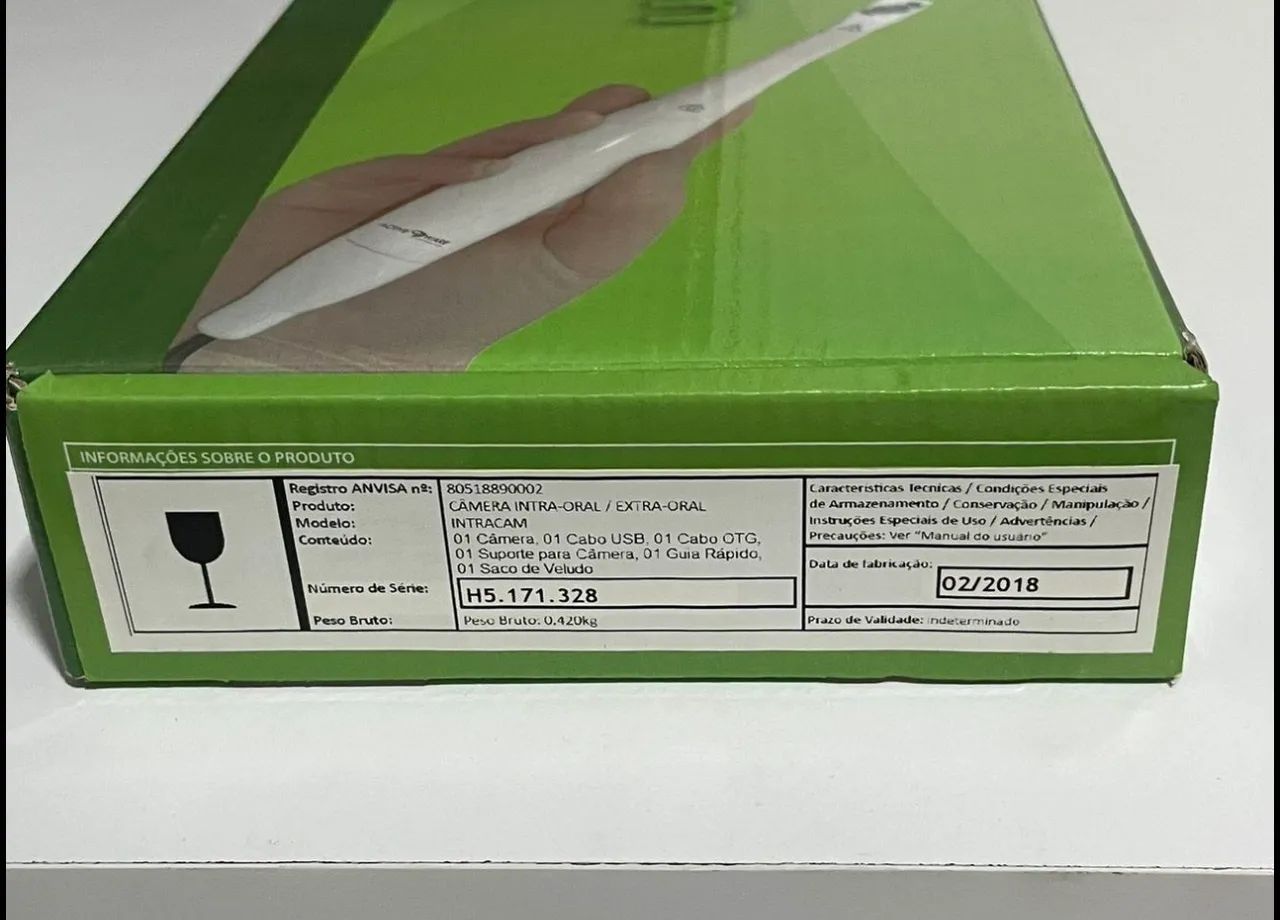 ACTIVE WARE
INFORMAÇÕES SOBRE O PRODUTO
Registro ANVISA nº: 80518890002
Produto: CÂMERA INTRA-ORAL / EXTRA-ORAL
Modelo: INTRACAM
Conteúdo: 01 Câmera, 01 Cabo USB, 01 Cabo OTG,
01 Suporte para Câmera, 01 Guia Rápido,
01 Saco de Veludo
Número de Série: H5.171.328
Peso Bruto: Peso Bruto: 0.420kg
Características Tecnicas / Condições Especiais
de Armazenamento / Conservação / Manipulação /
Instruções Especiais de Uso / Advertências /
Precauções: Ver "Manual do usuário"
Data de fabricação: 02/2018
Prazo de Validade: Indeterminado